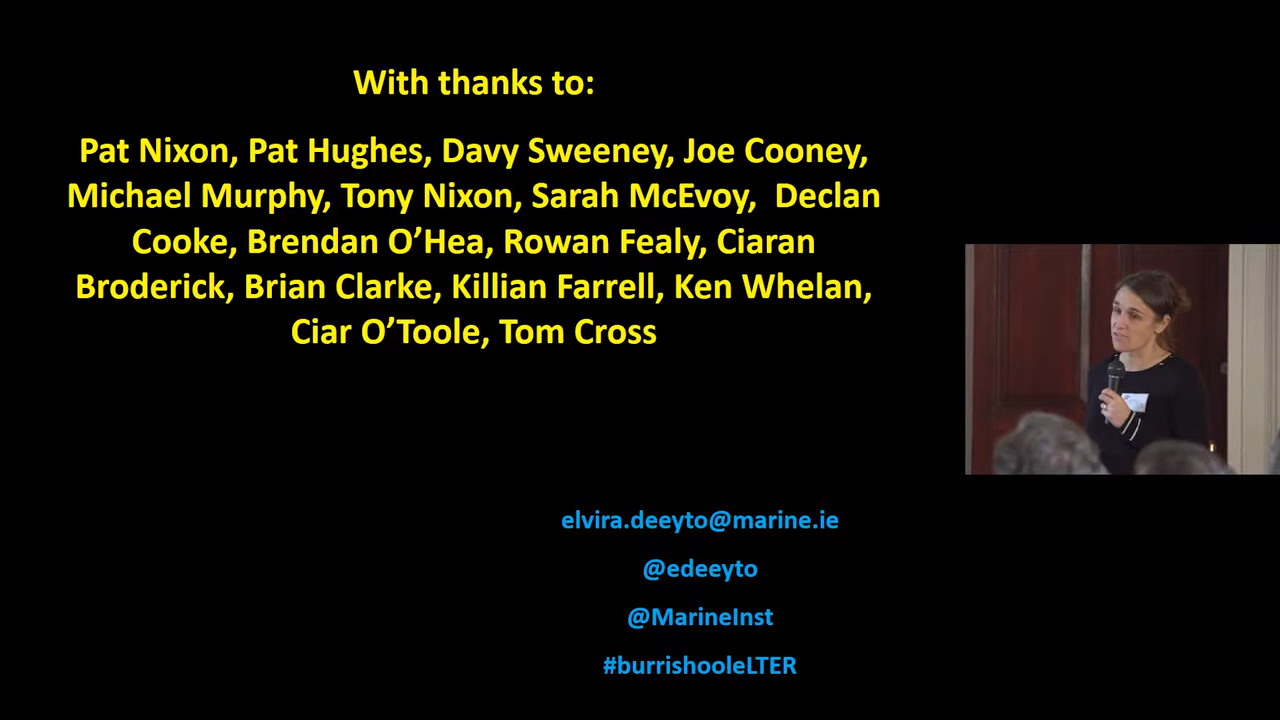 With thanks to:
Pat Nixon, Pat Hughes, Davy Sweeney, Joe Cooney,
Michael Murphy, Tony Nixon, Sarah McEvoy,  Declan
Cooke, Brendan O’Hea, Rowan Fealy, Ciaran
Broderick, Brian Clarke, Killian Farrell, Ken Whelan,
Ciar O’Toole, Tom Cross
elvira.deeyto@marine.ie
@edeeyto
@MarineInst
#burrishooleLTER